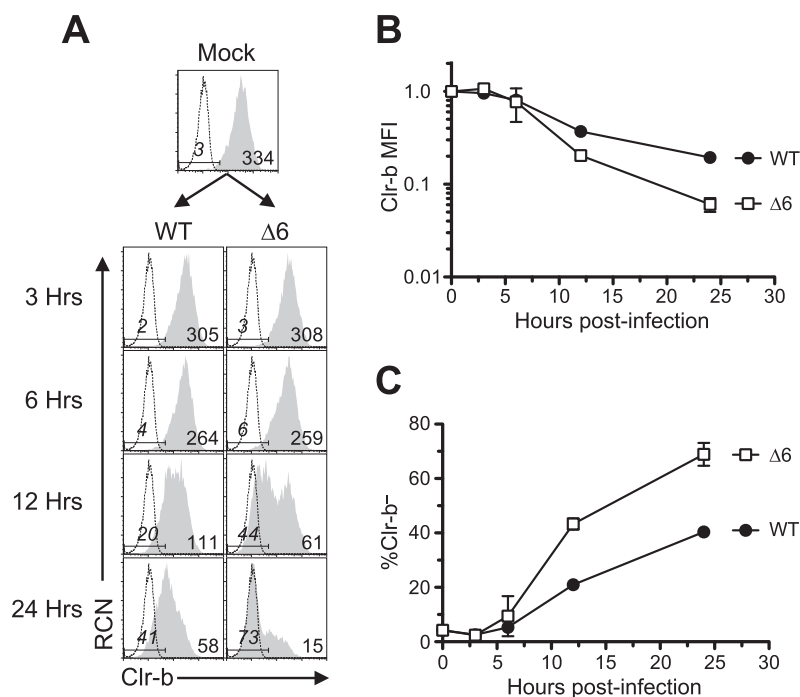 A
Mock
3
334
WT
Δ6
3 Hrs
2
305
3
308
6 Hrs
4
264
6
259
12 Hrs
20
111
44
61
24 Hrs
41
58
73
15
RCN
Clr-b
B
1.0
0.1
0.01
Clr-b MFI
0 5 10 15 20 25 30
Hours post-infection
WT
Δ6
C
80
60
40
20
0
%Clr-b⁻
0 5 10 15 20 25 30
Hours post-infection
Δ6
WT